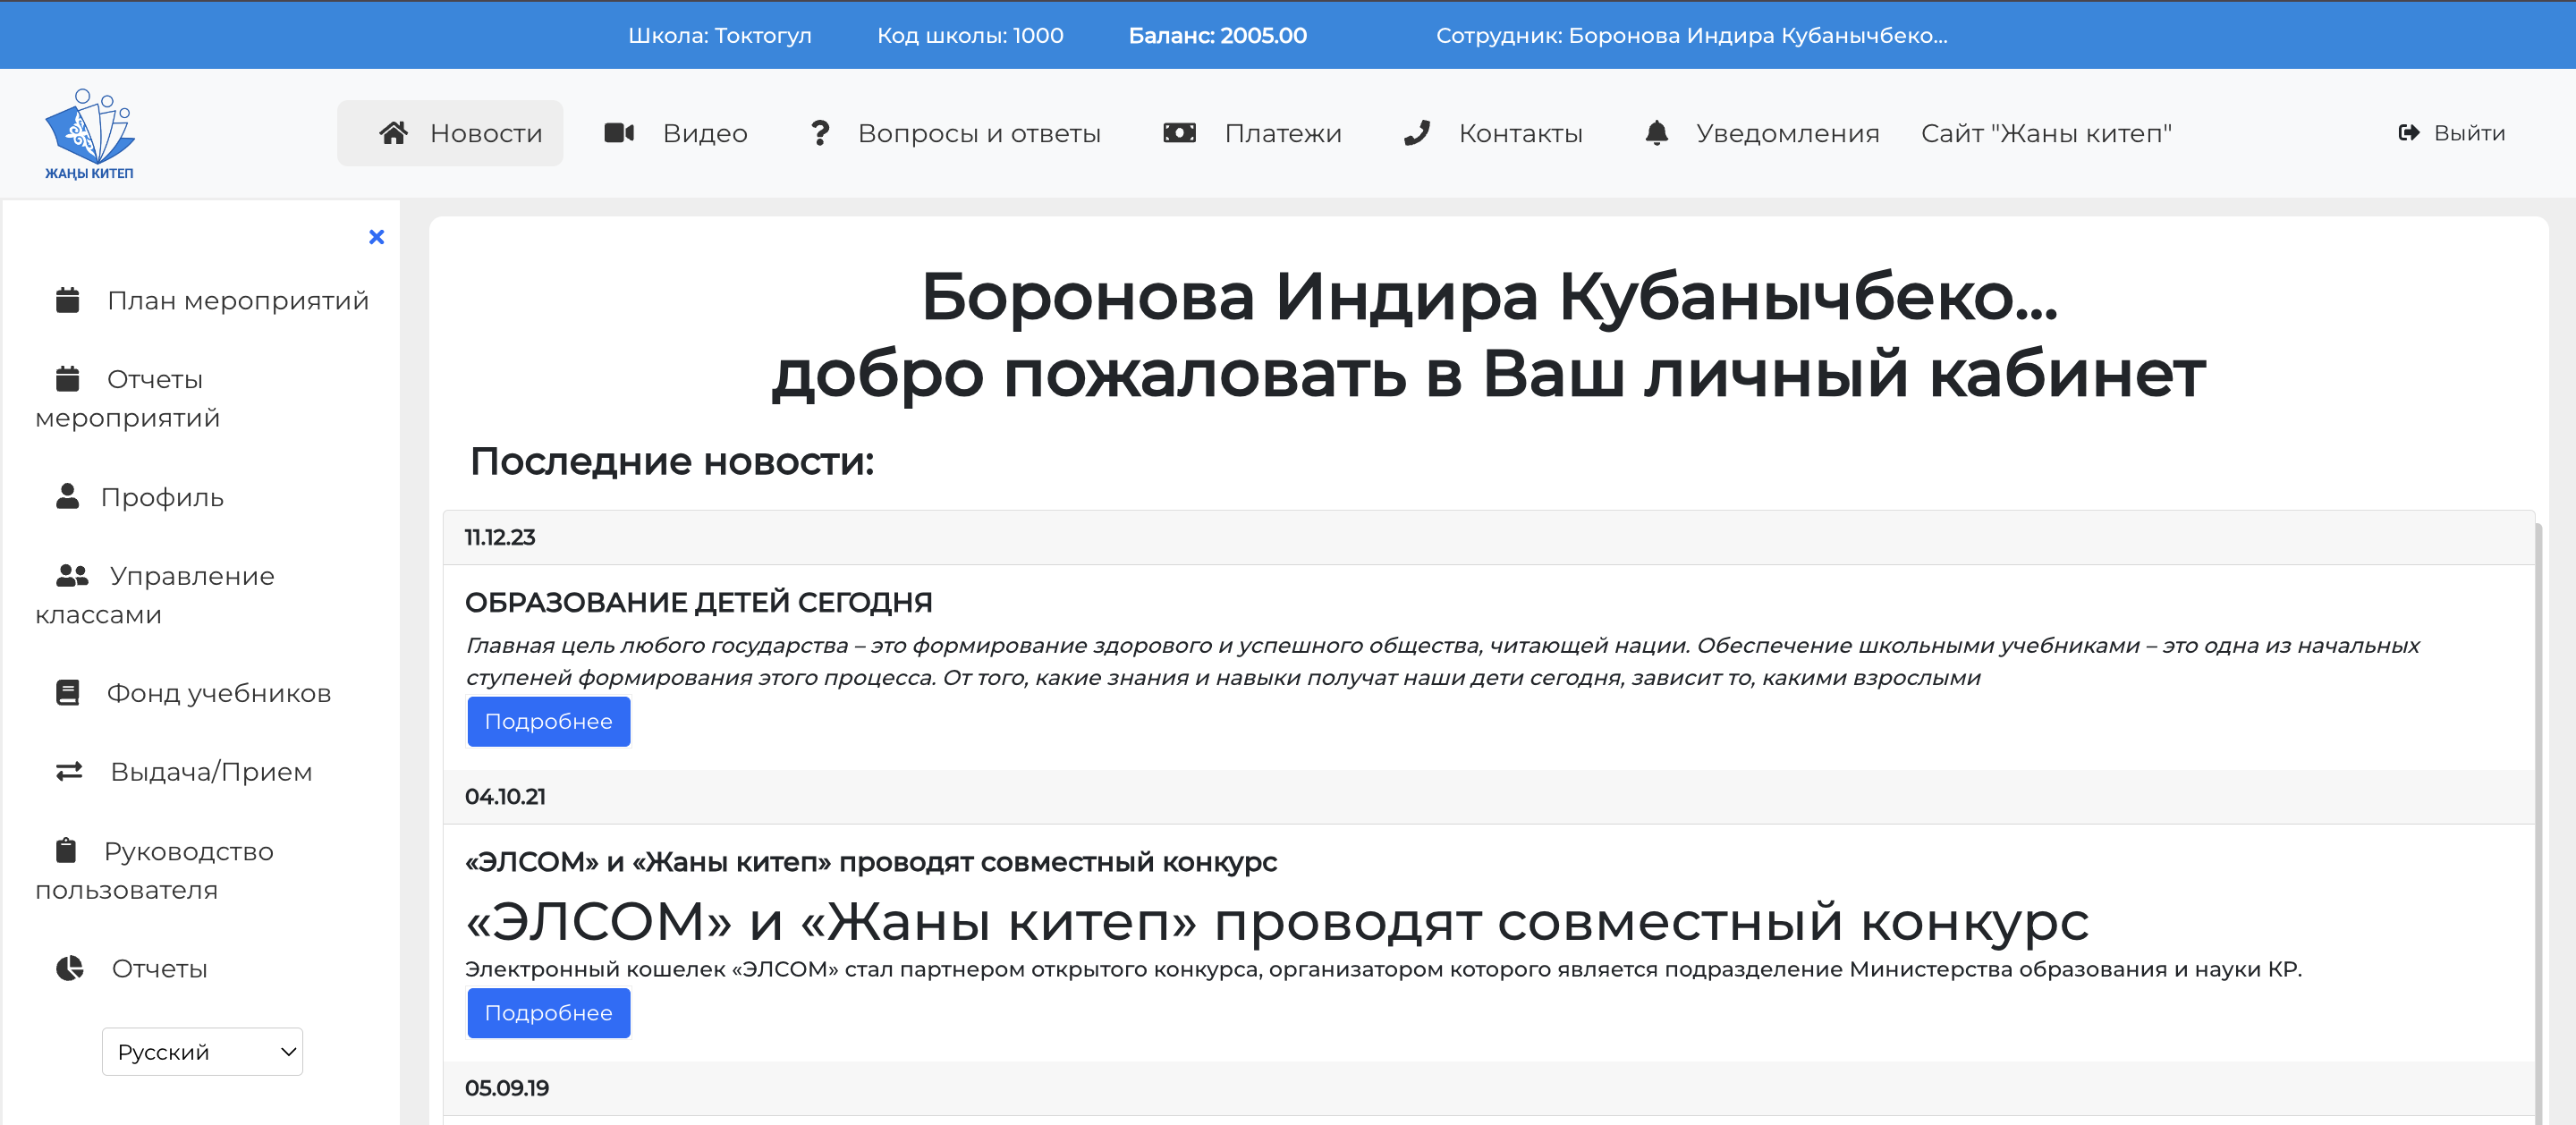 Школа: Токтогул Код школы: 1000 Баланс: 2005.00 Сотрудник: Боронова Индира Кубанычбеко...
ЖАҢЫ КИТЕП
Новости Видео Вопросы и ответы Платежи Контакты Уведомления Сайт "Жаны китеп" Выйти
План мероприятий
Отчеты
мероприятий
Профиль
Управление
классами
Фонд учебников
Выдача/Прием
Руководство
пользователя
Отчеты
Русский
Боронова Индира Кубанычбеко...
добро пожаловать в Ваш личный кабинет
Последние новости:
11.12.23
ОБРАЗОВАНИЕ ДЕТЕЙ СЕГОДНЯ
Главная цель любого государства – это формирование здорового и успешного общества, читающей нации. Обеспечение школьными учебниками – это одна из начальных
ступеней формирования этого процесса. От того, какие знания и навыки получат наши дети сегодня, зависит то, какими взрослыми
Подробнее
04.10.21
«ЭЛСОМ» и «Жаны китеп» проводят совместный конкурс
«ЭЛСОМ» и «Жаны китеп» проводят совместный конкурс
Электронный кошелек «ЭЛСОМ» стал партнером открытого конкурса, организатором которого является подразделение Министерства образования и науки КР.
Подробнее
05.09.19